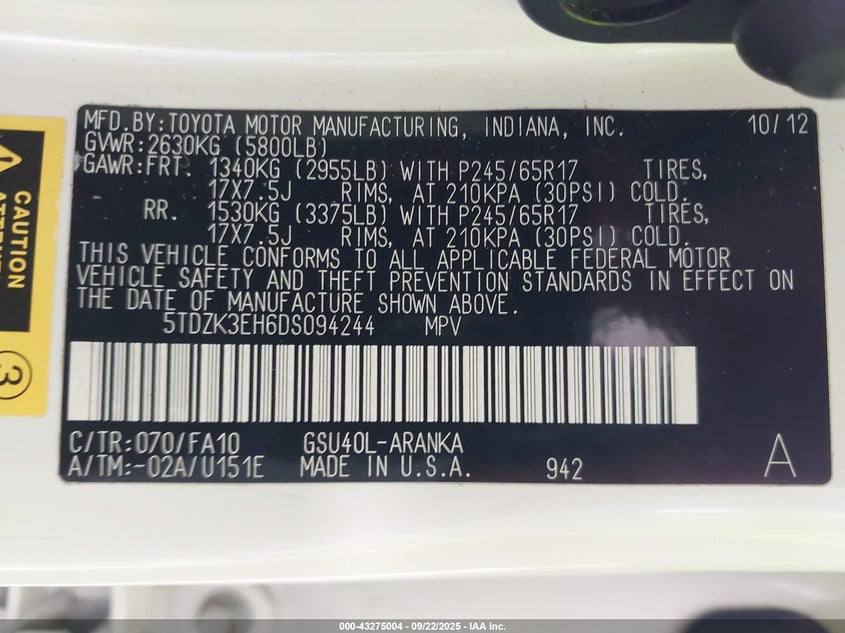 MFD.BY:TOYOTA MOTOR MANUFACTURING, INDIANA, INC. 10/12
GVWR:2630KG (5800LB)
GAWR:FRT. 1340KG (2955LB) WITH P245/65R17 TIRES,
17X7.5J RIMS, AT 210KPA (30PSI) COLD.
RR. 1530KG (3375LB) WITH P245/65R17 TIRES,
17X7.5J RIMS, AT 210KPA (30PSI) COLD.
THIS VEHICLE CONFORMS TO ALL APPLICABLE FEDERAL MOTOR
VEHICLE SAFETY AND THEFT PREVENTION STANDARDS IN EFFECT ON
THE DATE OF MANUFACTURE SHOWN ABOVE.
5TDZK3EH6DS094244 MPV
C/TR:070/FA10 GSU40L-ARANKA
A/TM:-02A/U151E MADE IN U.S.A. 942 A
CAUTION
3
000-43275004 - 09/22/2025 - IAA Inc.